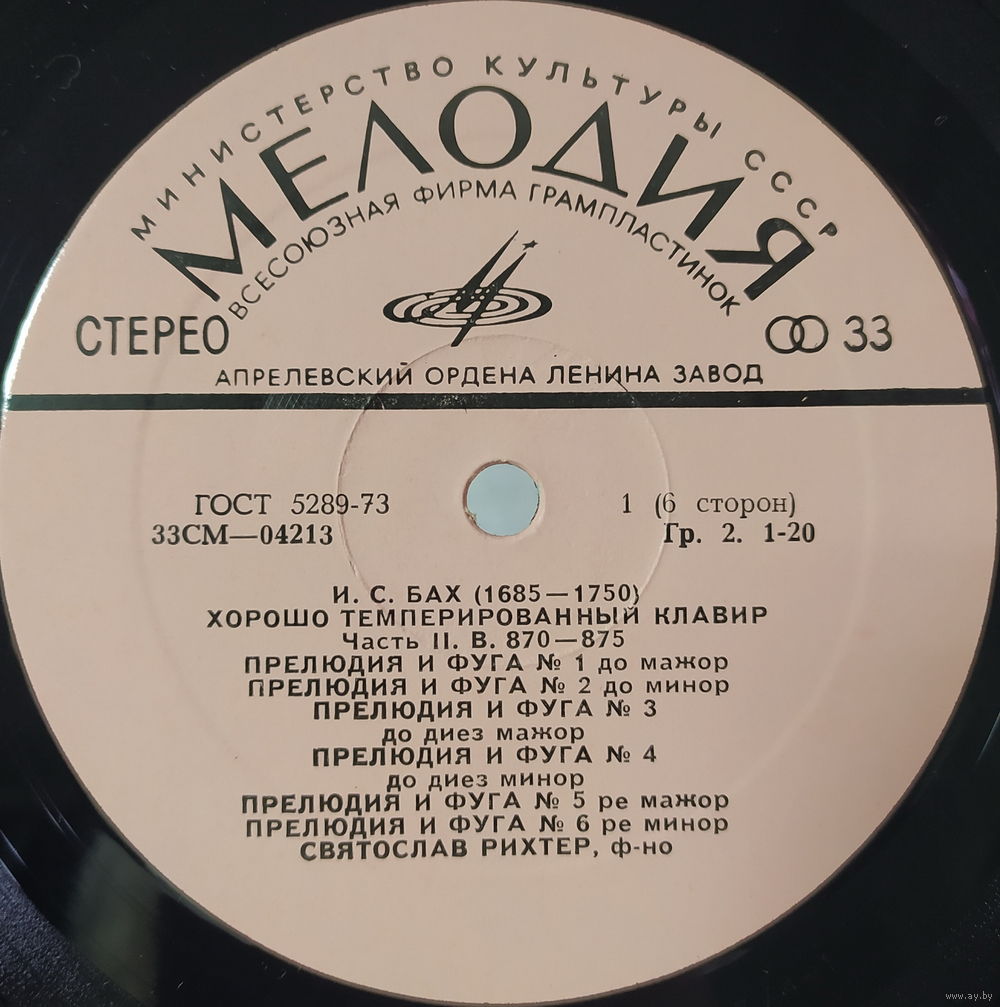 МИНИСТЕРСТВО КУЛЬТУРЫ СССР
МЕЛОДИЯ
ВСЕСОЮЗНАЯ ФИРМА ГРАМПЛАСТИНОК
СТЕРЕО
33
АПРЕЛЕВСКИЙ ОРДЕНА ЛЕНИНА ЗАВОД
ГОСТ 5289-73
1 (6 сторон)
33СМ—04213
Гр. 2. 1-20
И. С. БАХ (1685—1750)
ХОРОШО ТЕМПЕРИРОВАННЫЙ КЛАВИР
Часть II. В. 870—875
ПРЕЛЮДИЯ И ФУГА № 1 до мажор
ПРЕЛЮДИЯ И ФУГА № 2 до минор
ПРЕЛЮДИЯ И ФУГА № 3
до диез мажор
ПРЕЛЮДИЯ И ФУГА № 4
до диез минор
ПРЕЛЮДИЯ И ФУГА № 5 ре мажор
ПРЕЛЮДИЯ И ФУГА № 6 ре минор
СВЯТОСЛАВ РИХТЕР, ф-но
www.ay.by